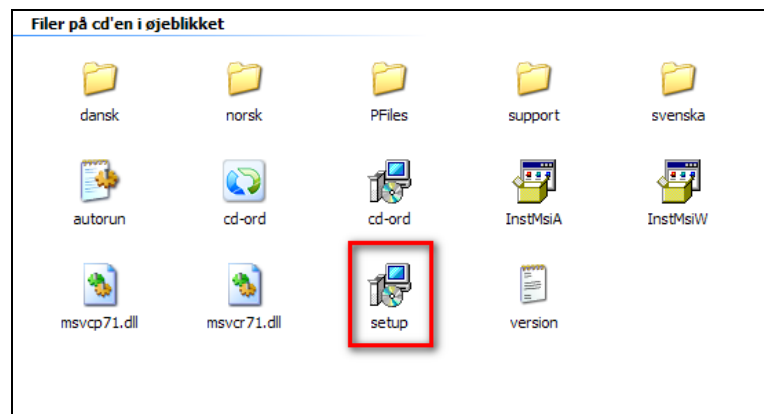 Filer på cd'en i øjeblikket
dansk norsk PFiles support svenska
autorun cd-ord cd-ord InstMsiA InstMsiW
msvcp71.dll msvcr71.dll setup version